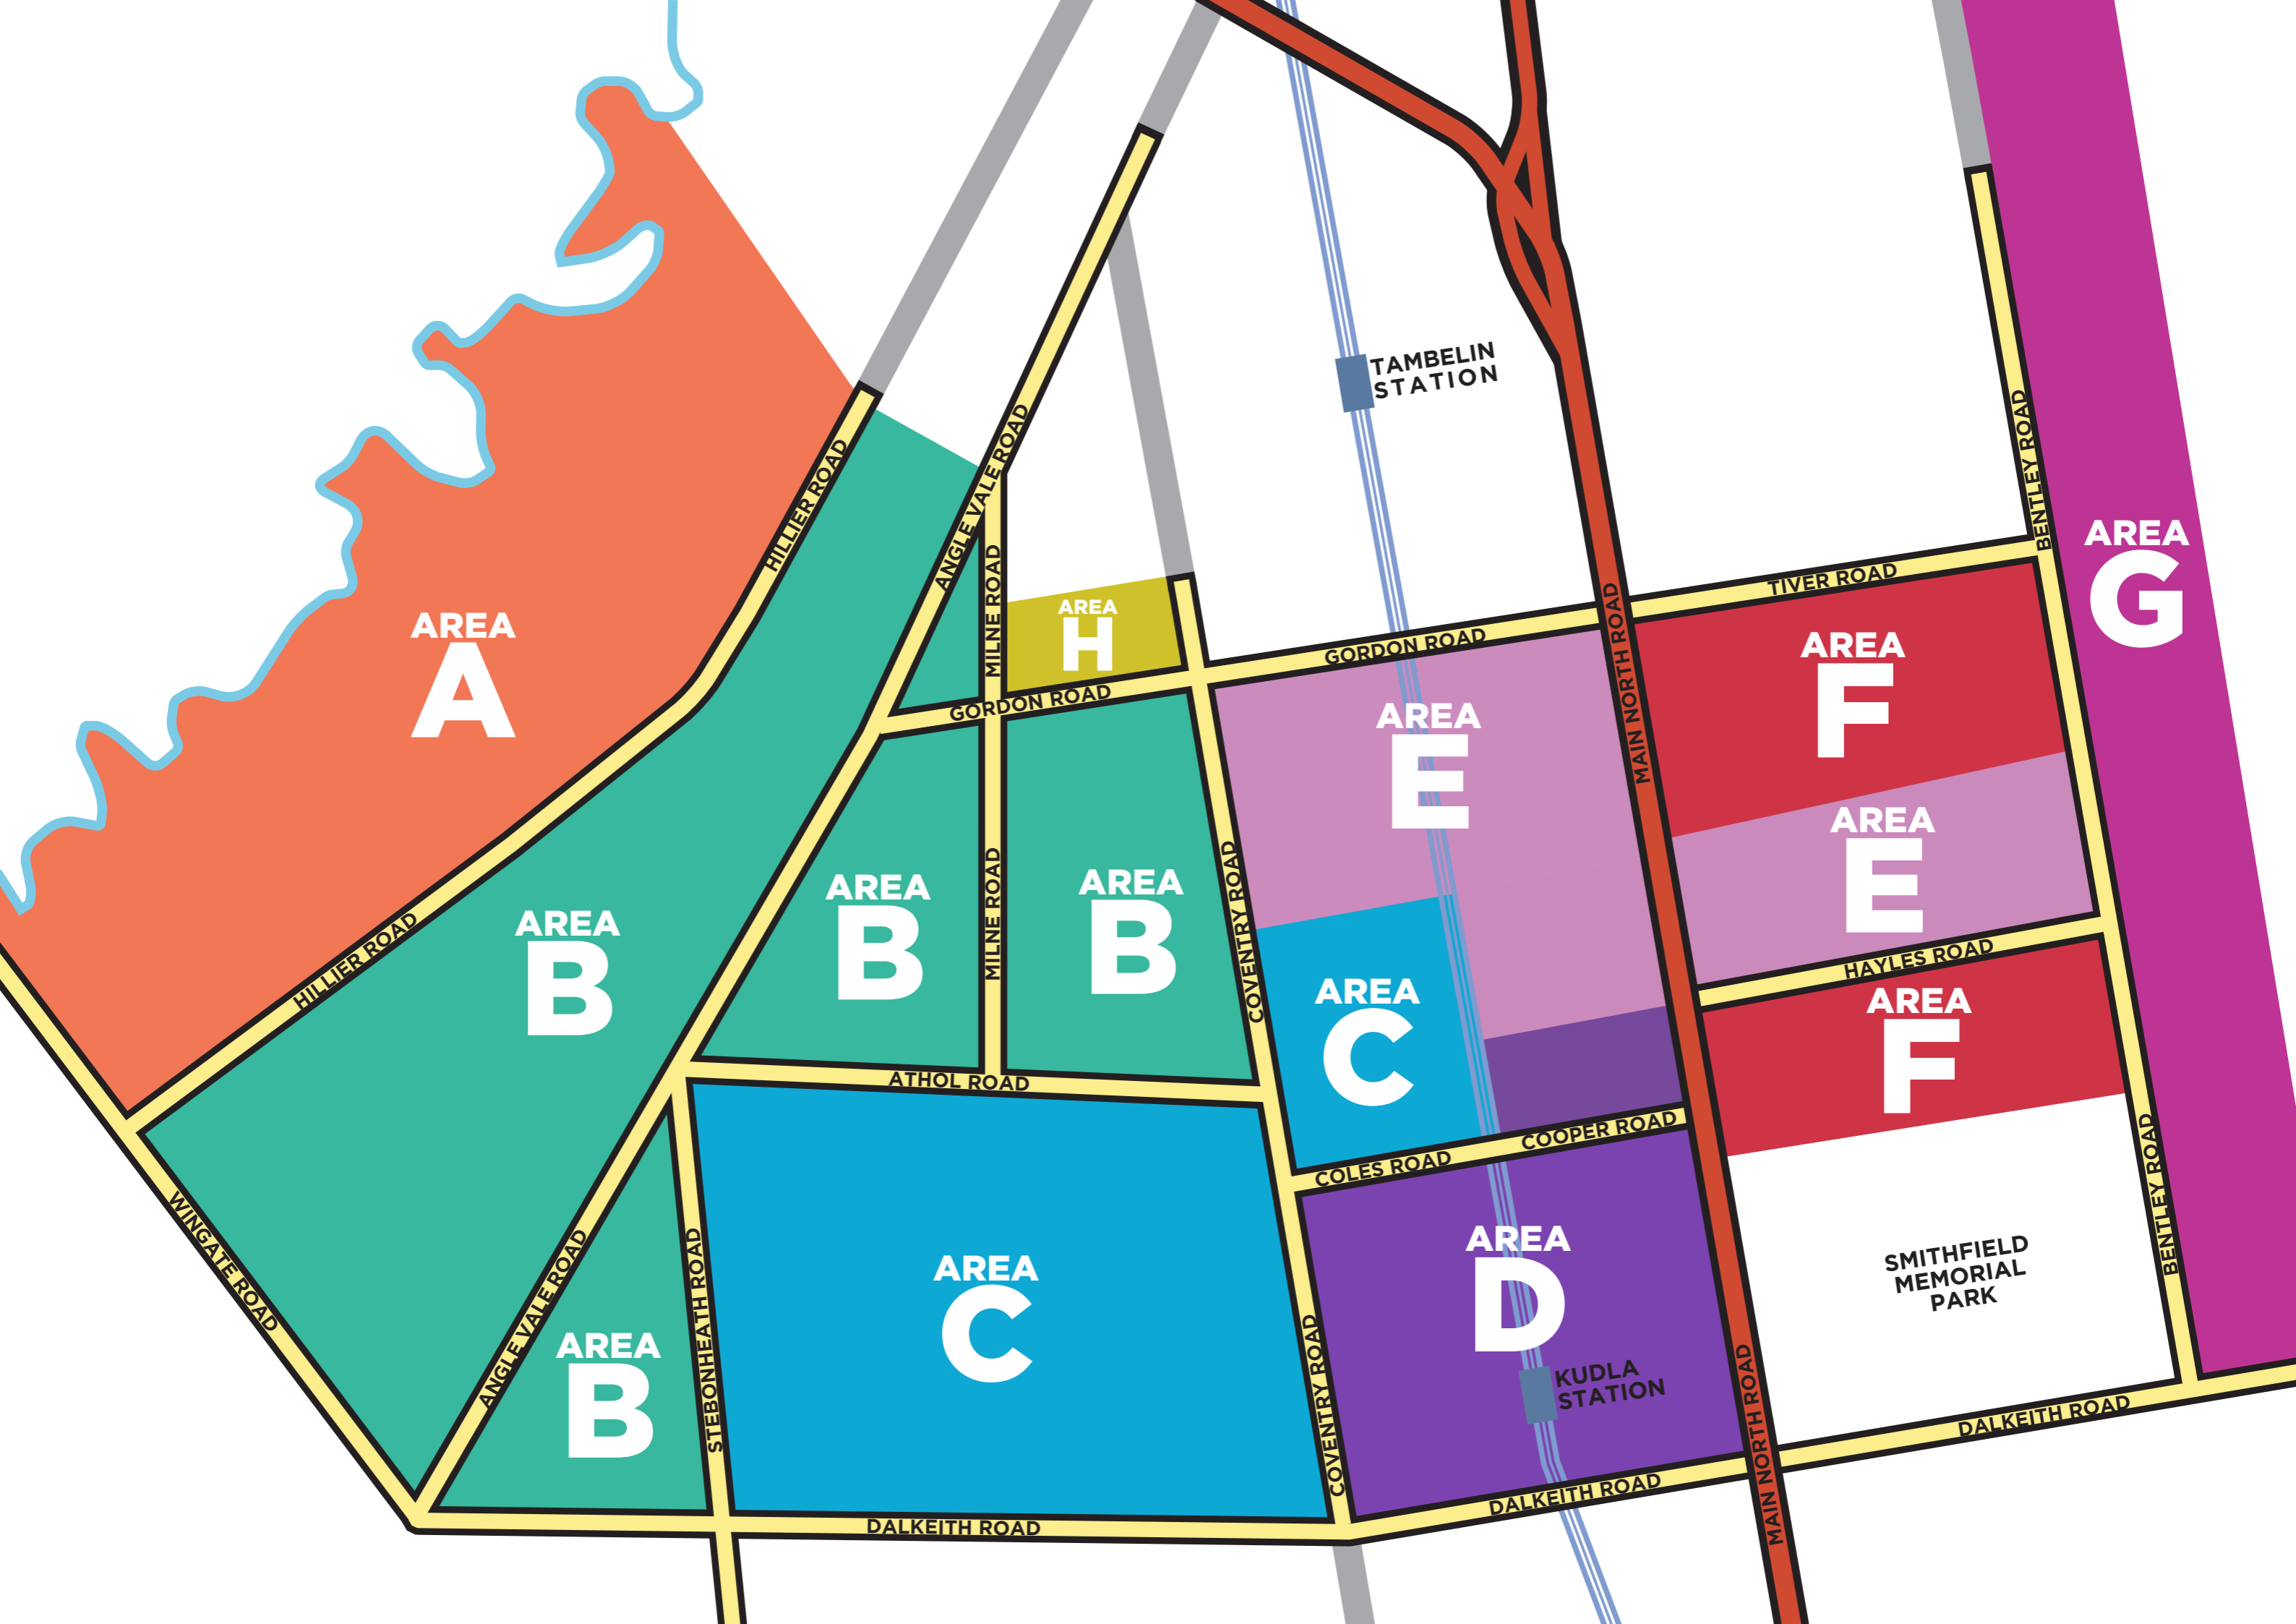 TAMBELIN
STATION
HILLIER ROAD
ANGLE VALE ROAD
BENTLEY ROAD
AREA
G
MILNE ROAD
AREA
H
TIVER ROAD
GORDON ROAD
GORDON ROAD
MAIN NORTH ROAD
AREA
A
AREA
F
AREA
E
AREA
E
AREA
B
AREA
B
AREA
B
MILNE ROAD
COVENTRY ROAD
HILLIER ROAD
HAYLES ROAD
AREA
C
AREA
F
ATHOL ROAD
COOPER ROAD
COLES ROAD
WINGATE ROAD
ANGLE VALE ROAD
STEBONHEATH ROAD
AREA
C
AREA
D
BENTLEY ROAD
SMITHFIELD
MEMORIAL
PARK
AREA
B
COVENTRY ROAD
KUDLA
STATION
MAIN NORTH ROAD
DALKEITH ROAD
DALKEITH ROAD
DALKEITH ROAD